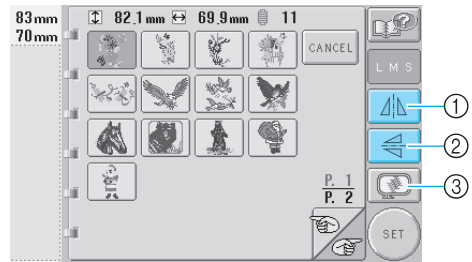 83mm
70mm
82.1mm 69.9mm 11
CANCEL
L M S
1
2
3
P. 1
P. 2
SET